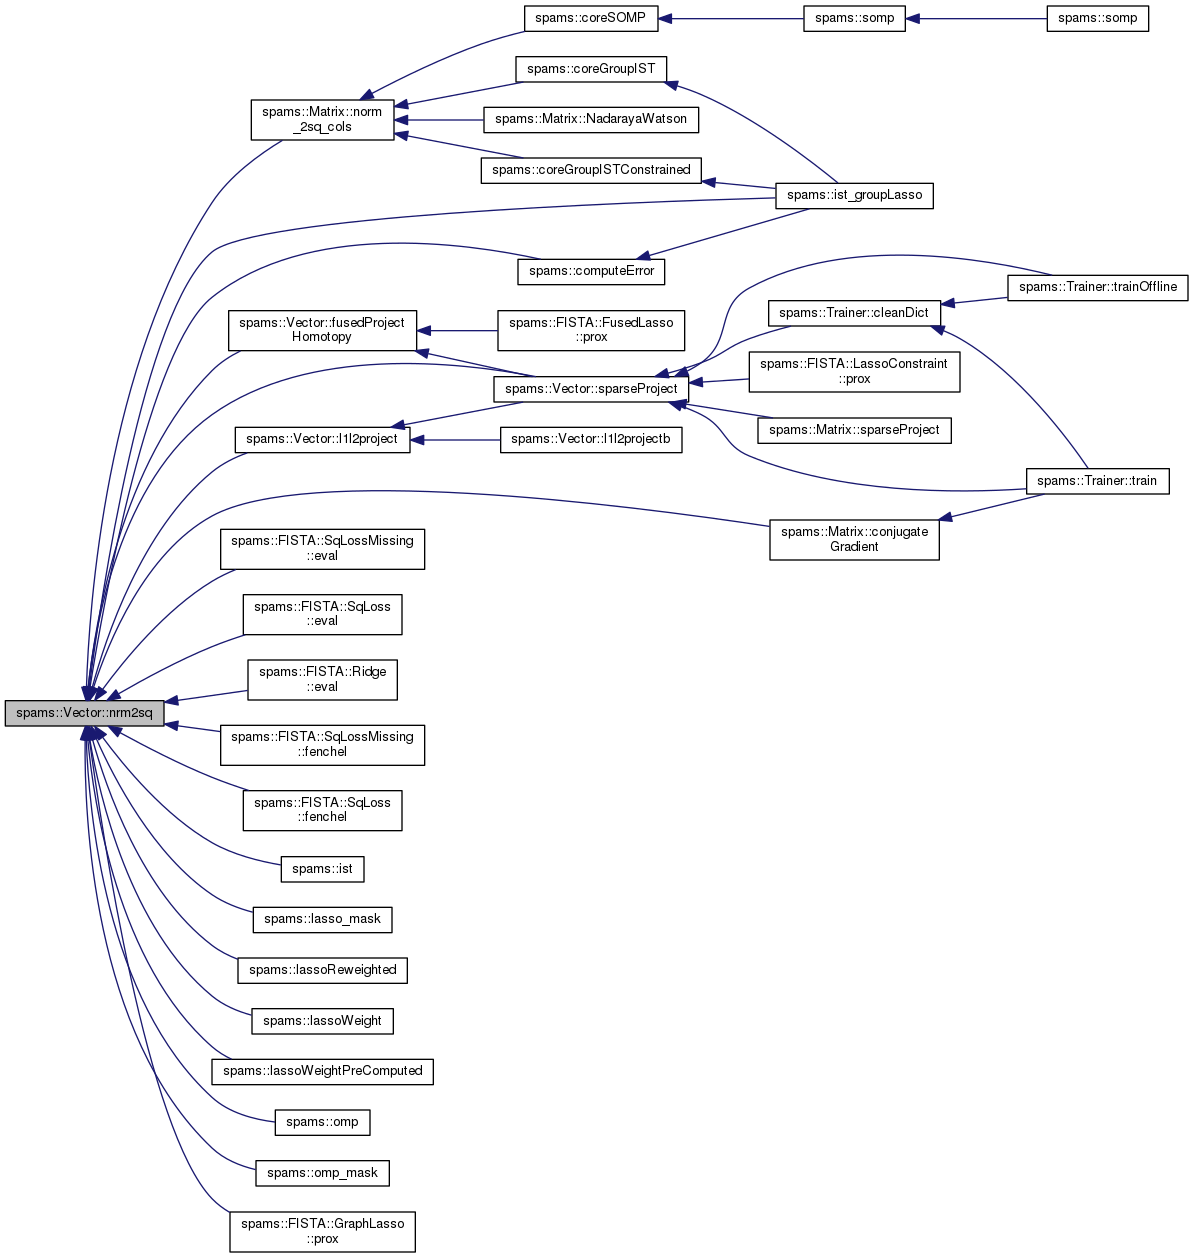 spams::coreSOMP
spams::somp
spams::somp
spams::coreGroupIST
spams::Matrix::norm
_2sq_cols
spams::Matrix::NadarayaWatson
spams::coreGroupISTConstrained
spams::ist_groupLasso
spams::computeError
spams::Trainer::trainOffline
spams::Trainer::cleanDict
spams::Vector::fusedProject
Homotopy
spams::FISTA::FusedLasso
::prox
spams::FISTA::LassoConstraint
::prox
spams::Vector::sparseProject
spams::Matrix::sparseProject
spams::Vector::l1l2project
spams::Vector::l1l2projectb
spams::Trainer::train
spams::Matrix::conjugate
Gradient
spams::FISTA::SqLossMissing
::eval
spams::FISTA::SqLoss
::eval
spams::FISTA::Ridge
::eval
spams::Vector::nrm2sq
spams::FISTA::SqLossMissing
::fenchel
spams::FISTA::SqLoss
::fenchel
spams::ist
spams::lasso_mask
spams::lassoReweighted
spams::lassoWeight
spams::lassoWeightPreComputed
spams::omp
spams::omp_mask
spams::FISTA::GraphLasso
::prox